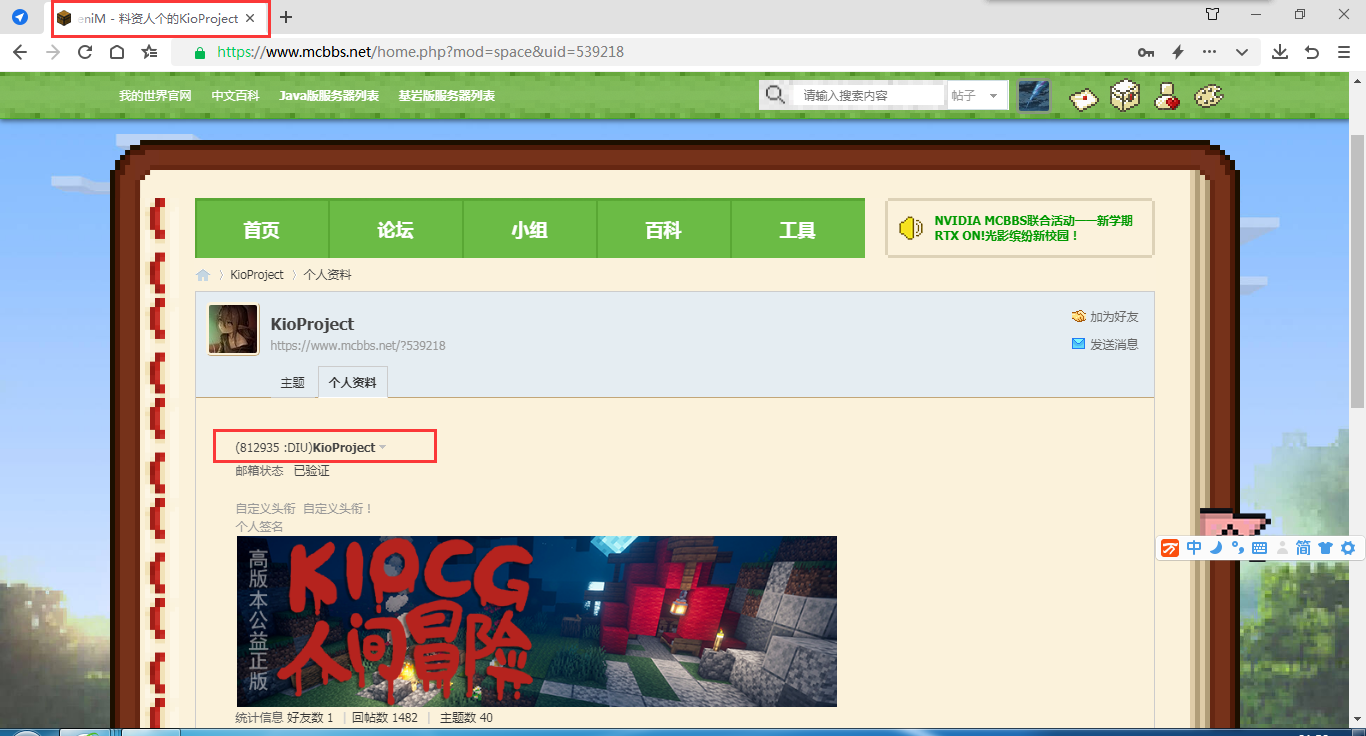 eniM - 料资人个的KioProject
https://www.mcbbs.net/home.php?mod=space&uid=539218
我的世界官网 中文百科 Java版服务器列表 基岩版服务器列表
请输入搜索内容 帖子
首页 论坛 小组 百科 工具
NVIDIA MCBBS联合活动——新学期
RTX ON!光影缤纷新校园！
KioProject 个人资料
KioProject
https://www.mcbbs.net/?539218
加为好友
发送消息
主题 个人资料
(812935 :DIU)KioProject
邮箱状态 已验证
自定义头衔 自定义头衔！
个人签名
高版本公益正版
KIOCG
人间冒险
中 简
统计信息 好友数 1 | 回帖数 1482 | 主题数 40